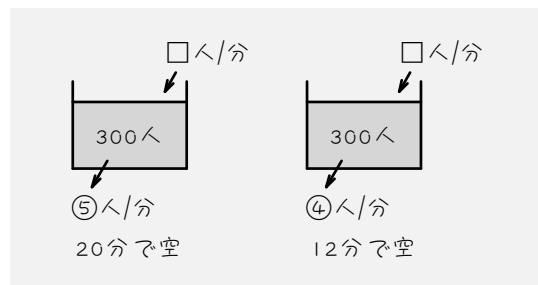 □人/分
300人
⑤人/分
20分で空
□人/分
300人
④人/分
12分で空